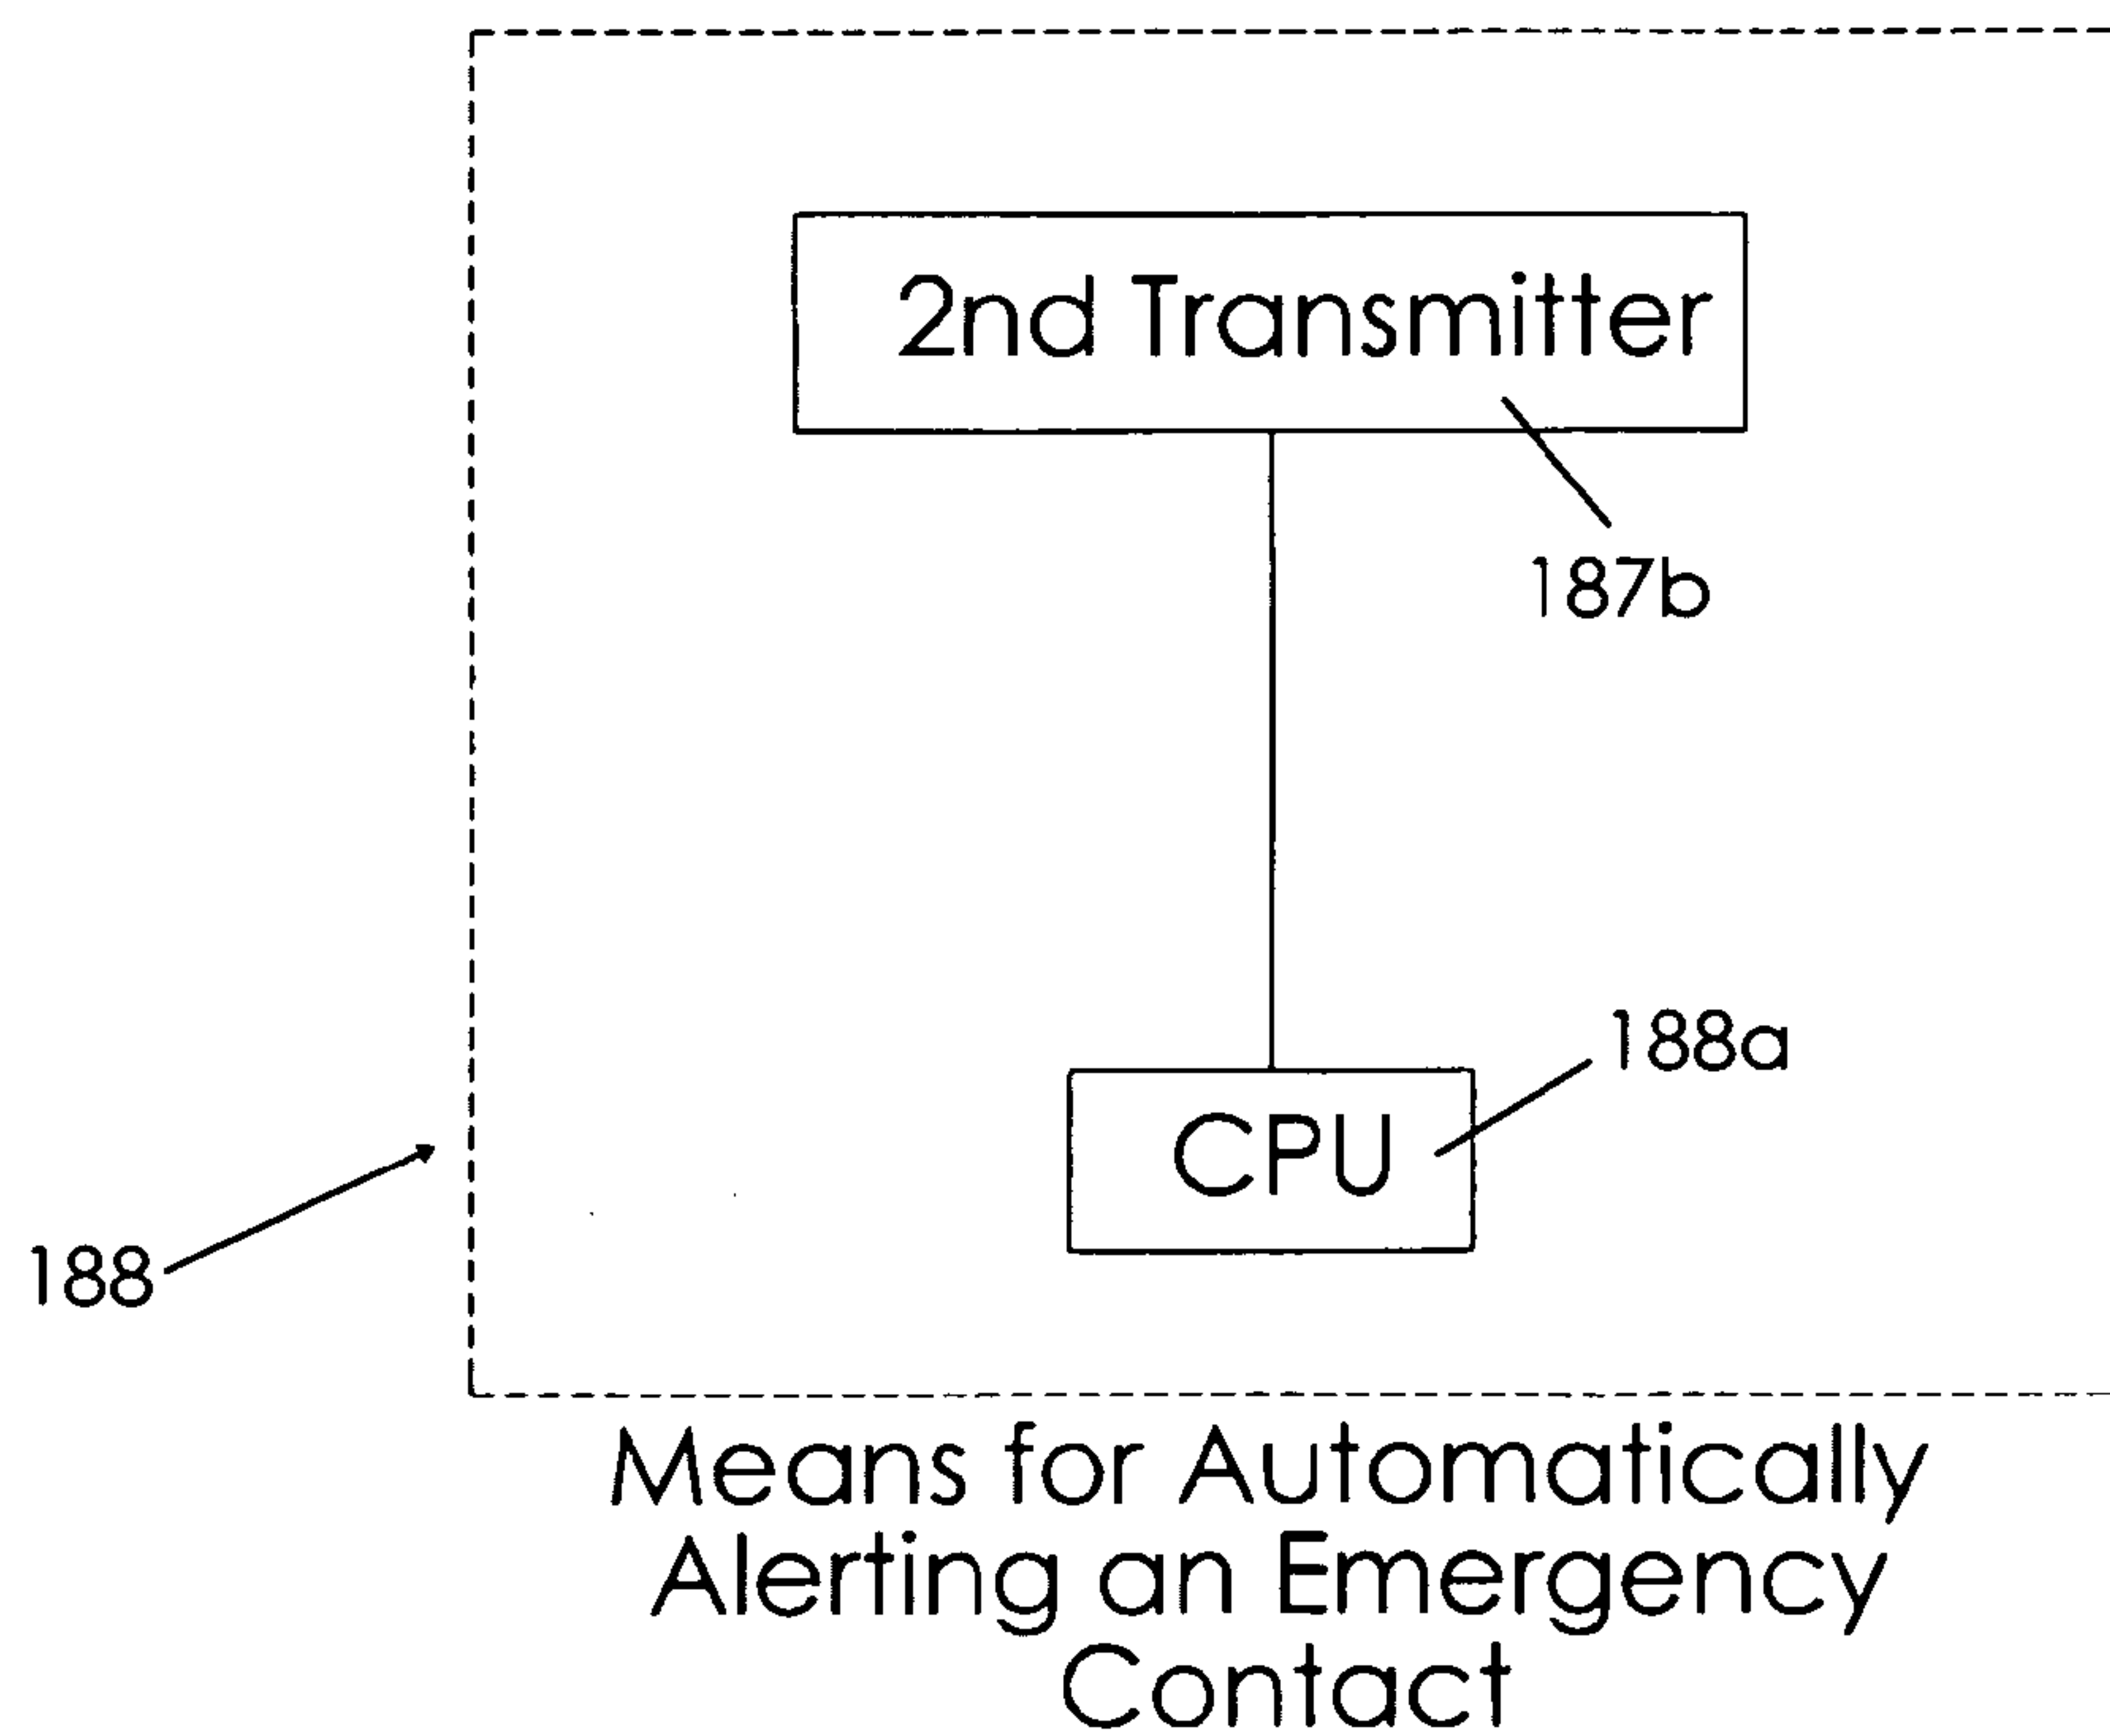 2nd Transmitter
187b
188a
CPU
188
Means for Automatically
Alerting an Emergency
Contact